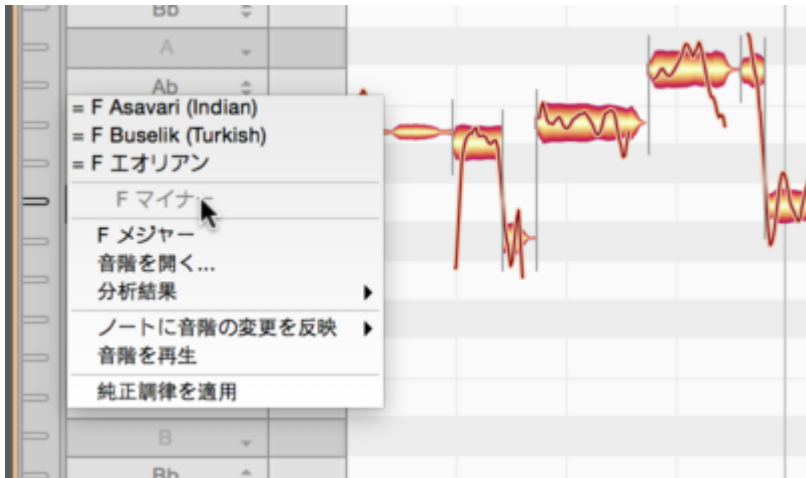 Bb
A
Ab
= F Asavari (Indian)
= F Buselik (Turkish)
= F エオリアン
F マイナー
F メジャー
音階を開く...
分析結果
ノートに音階の変更を反映
音階を再生
純正調律を適用
B
Bb